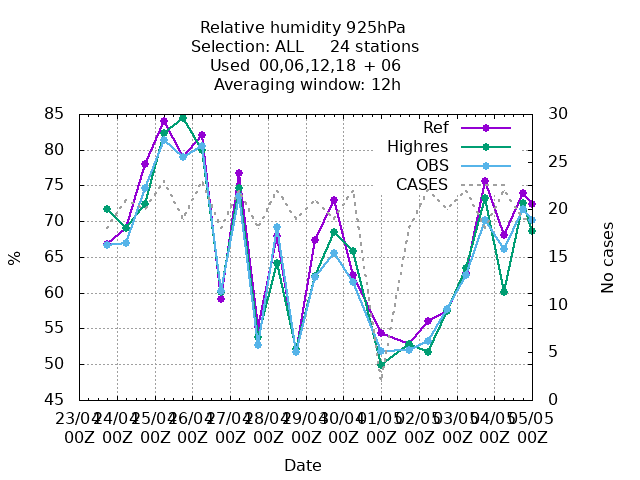 Relative humidity 925hPa
Selection: ALL 24 stations
Used 00,06,12,18 + 06
Averaging window: 12h
85
80
75
70
65
60
55
50
45
%
30
25
20
15
10
5
0
No cases
Ref
Highres
OBS
CASES
23/04 24/04 25/04 26/04 27/04 28/04 29/04 30/04 01/05 02/05 03/05 04/05 05/05
00Z 00Z 00Z 00Z 00Z 00Z 00Z 00Z 00Z 00Z 00Z 00Z 00Z
Date